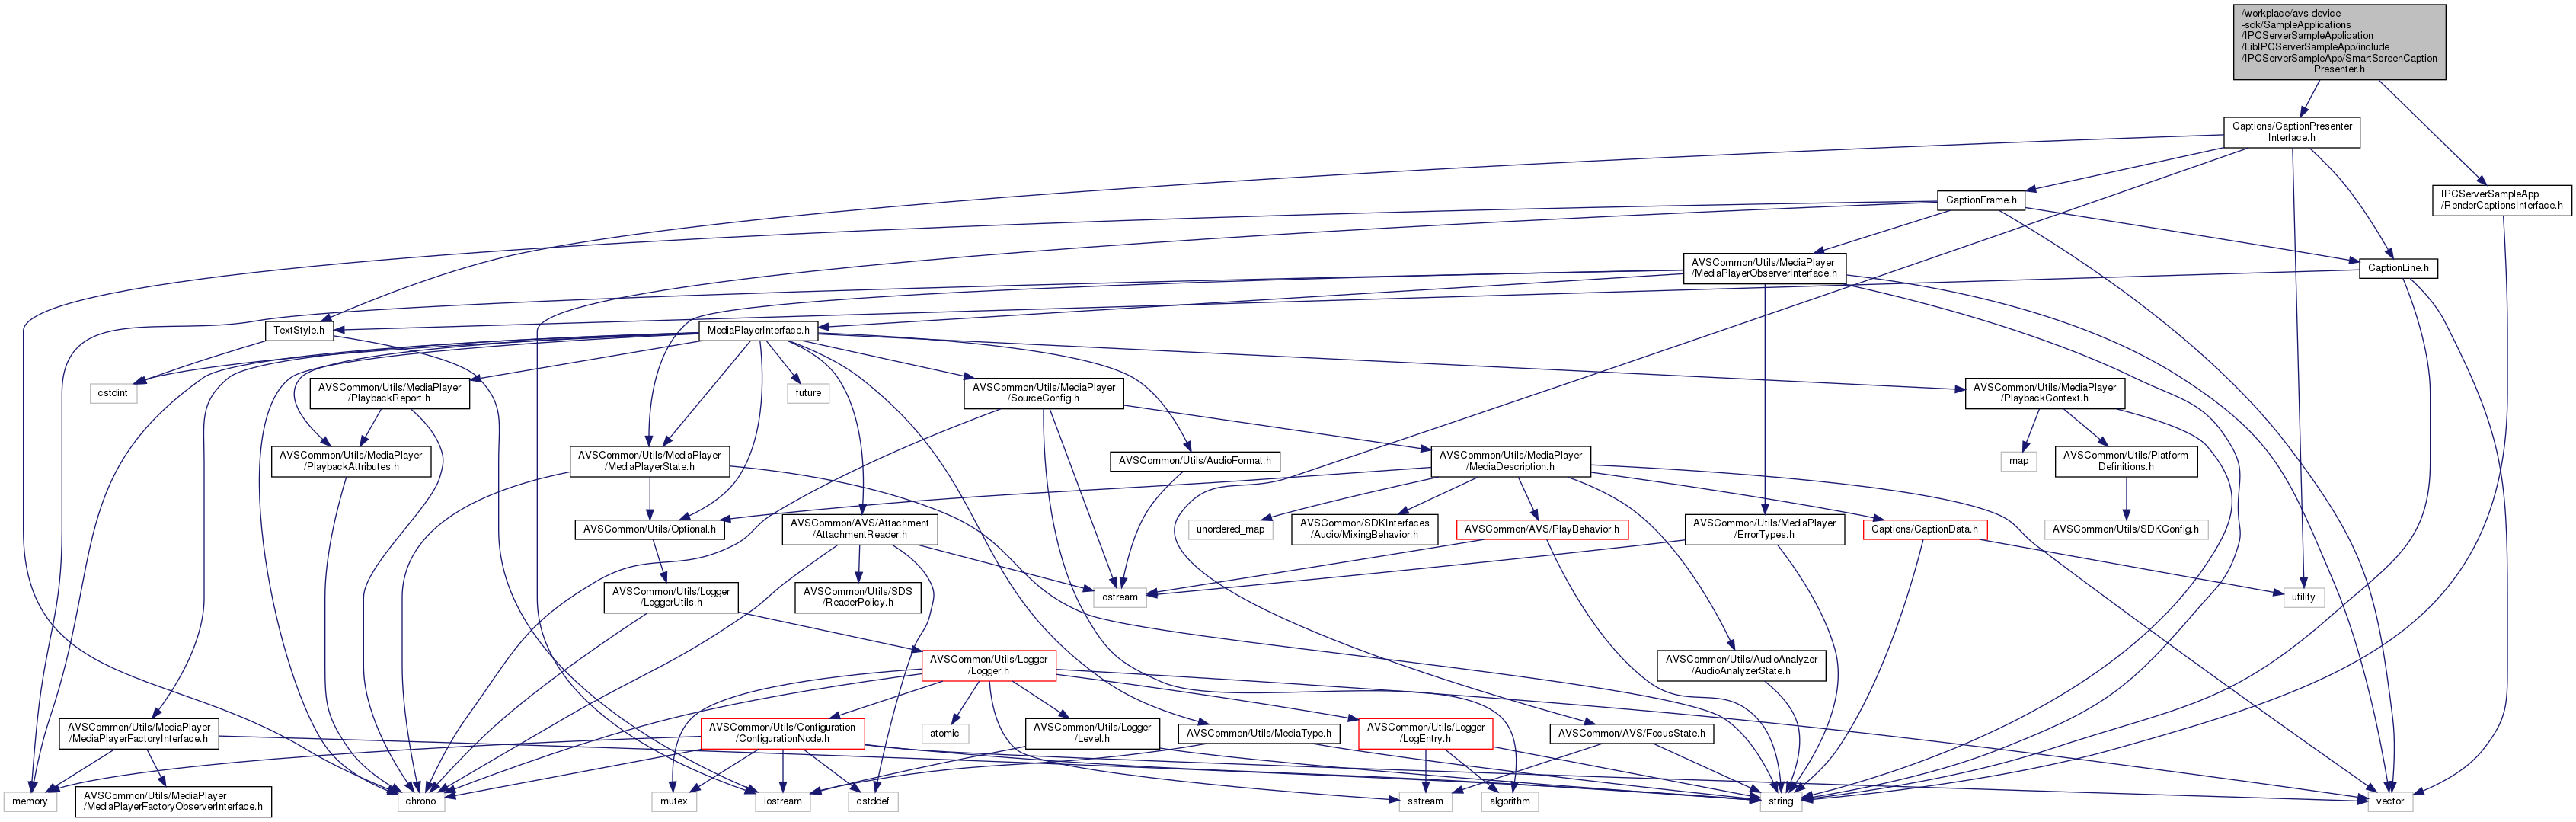 /workplace/avs-device
-sdk/SampleApplications
/IPCServerSampleApplication
/LibIPCServerSampleApp/include
/IPCServerSampleApp/SmartScreenCaption
Presenter.h
Captions/CaptionPresenter
Interface.h
IPCServerSampleApp
/RenderCaptionsInterface.h
CaptionFrame.h
AVSCommon/Utils/MediaPlayer
/MediaPlayerObserverInterface.h
CaptionLine.h
TextStyle.h
MediaPlayerInterface.h
cstdint
AVSCommon/Utils/MediaPlayer
/PlaybackReport.h
future
AVSCommon/Utils/MediaPlayer
/SourceConfig.h
AVSCommon/Utils/MediaPlayer
/PlaybackContext.h
AVSCommon/Utils/MediaPlayer
/PlaybackAttributes.h
AVSCommon/Utils/MediaPlayer
/MediaPlayerState.h
AVSCommon/Utils/AudioFormat.h
AVSCommon/Utils/MediaPlayer
/MediaDescription.h
map
AVSCommon/Utils/Platform
Definitions.h
AVSCommon/Utils/Optional.h
AVSCommon/AVS/Attachment
/AttachmentReader.h
unordered_map
AVSCommon/SDKInterfaces
/Audio/MixingBehavior.h
AVSCommon/AVS/PlayBehavior.h
AVSCommon/Utils/MediaPlayer
/ErrorTypes.h
Captions/CaptionData.h
AVSCommon/Utils/SDKConfig.h
AVSCommon/Utils/Logger
/LoggerUtils.h
AVSCommon/Utils/SDS
/ReaderPolicy.h
ostream
utility
AVSCommon/Utils/Logger
/Logger.h
AVSCommon/Utils/AudioAnalyzer
/AudioAnalyzerState.h
AVSCommon/Utils/MediaPlayer
/MediaPlayerFactoryInterface.h
AVSCommon/Utils/Configuration
/ConfigurationNode.h
atomic
AVSCommon/Utils/Logger
/Level.h
AVSCommon/Utils/MediaType.h
AVSCommon/Utils/Logger
/LogEntry.h
AVSCommon/AVS/FocusState.h
memory
AVSCommon/Utils/MediaPlayer
/MediaPlayerFactoryObserverInterface.h
chrono
mutex
iostream
cstddef
sstream
algorithm
string
vector